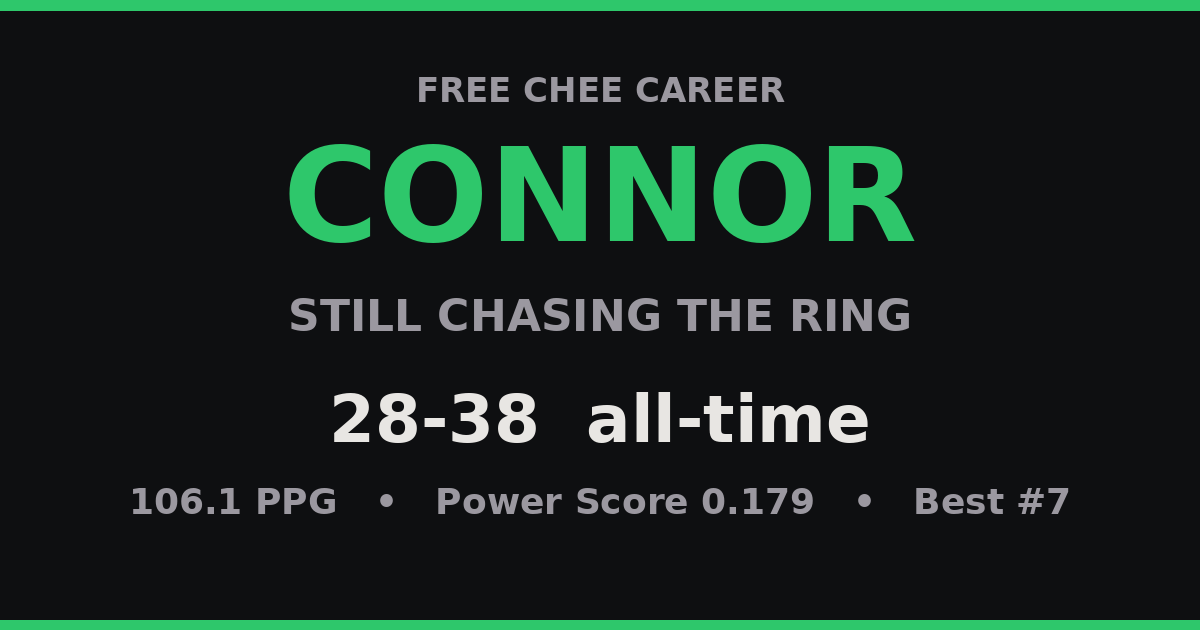 FREE CHEE CAREER
CONNOR
STILL CHASING THE RING
28-38 all-time
106.1 PPG • Power Score 0.179 • Best #7